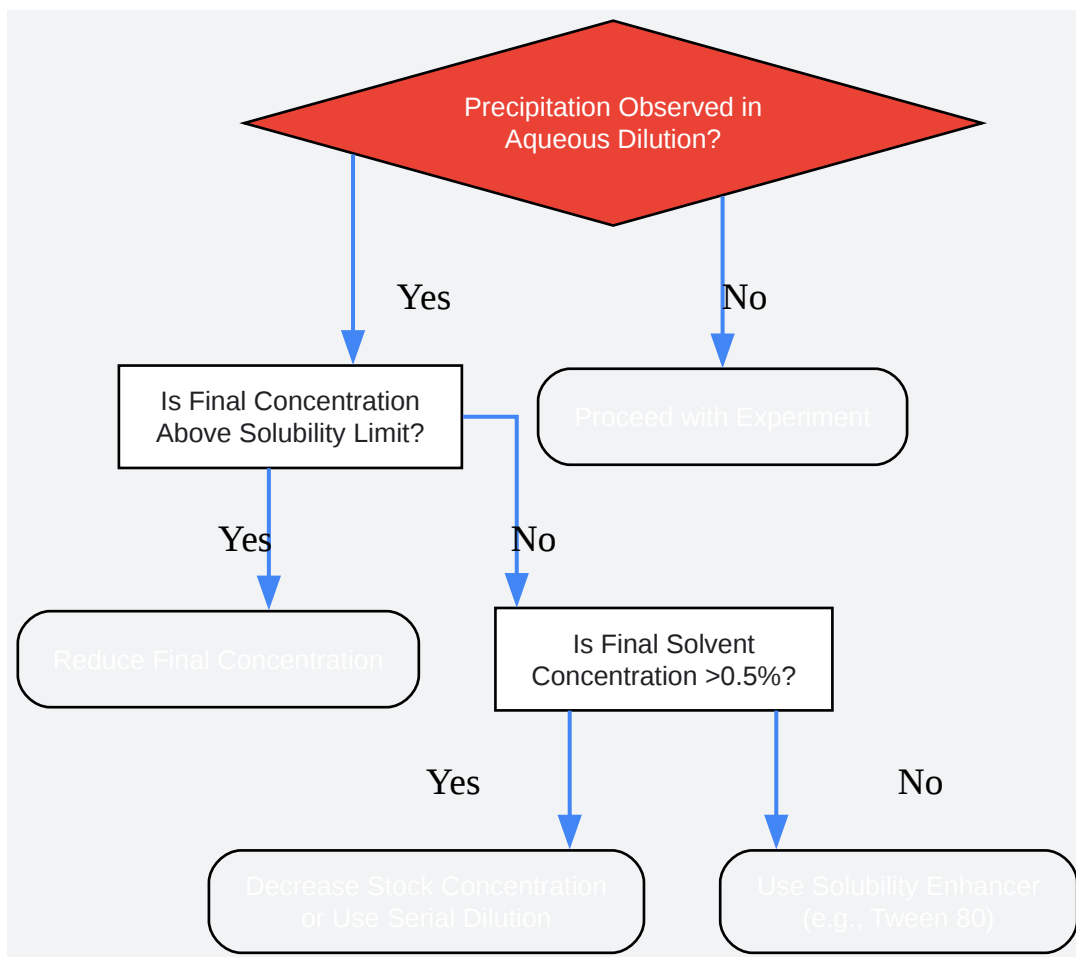 Precipitation Observed in
Aqueous Dilution?
Yes
No
Is Final Concentration
Above Solubility Limit?
Proceed with Experiment
Yes
No
Reduce Final Concentration
Is Final Solvent
Concentration >0.5%?
Yes
No
Decrease Stock Concentration
or Use Serial Dilution
Use Solubility Enhancer
(e.g., Tween 80)